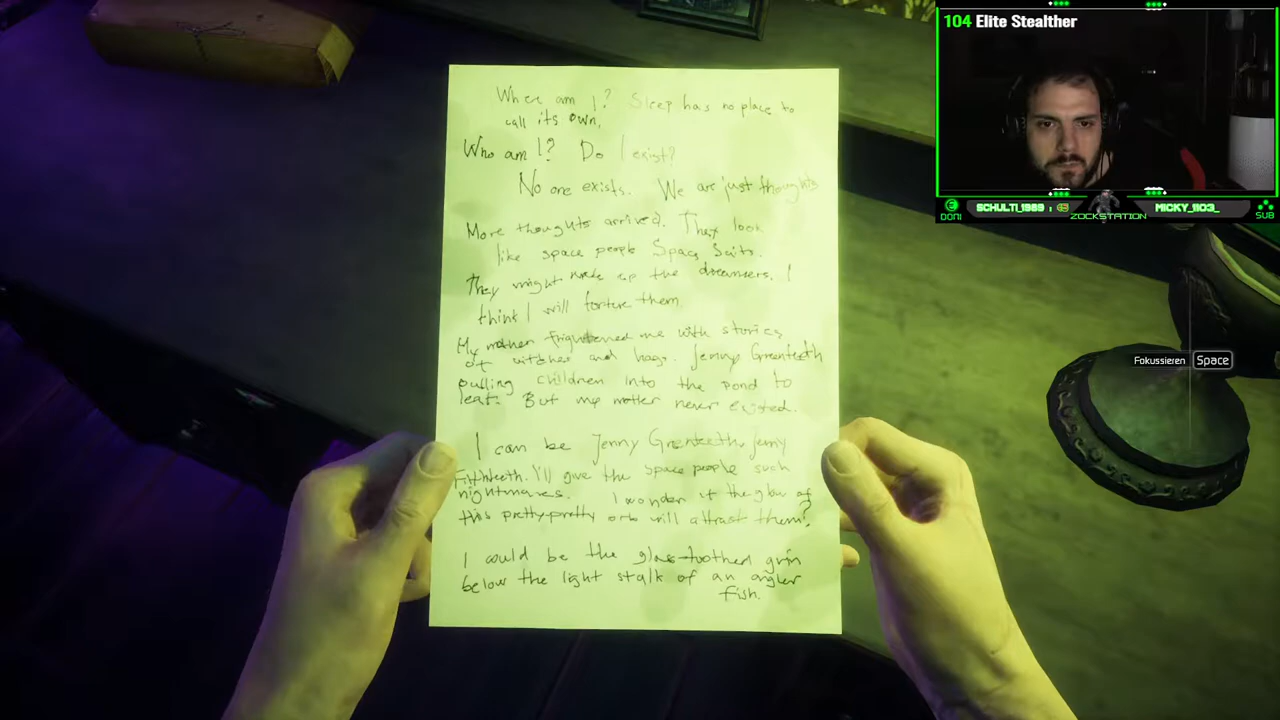 104 Elite Stealther
Where am I? Sleep has no place to
call its own.
Who am I? Do I exist?
No one exists. We are just thoughts
More thoughts arrived. They look
like space people Space Suits.
They might wake up the dreamers. I
think I will torture them.
My mother frightened me with stories
of witches and hags. Jenny Greenteeth
pulling children into the pond to
eat. But my mother never existed.
I can be Jenny Greenteeth. Jenny
Filthteeth. I'll give the space people such
nightmares. I wonder if the glow of
this pretty-pretty orb will attract them?
I could be the glass-toothed grin
below the light stalk of an angler
fish.
Fokussieren Space
DONI
SCHULTI_1989 :
ZOCKSTATION
MICKY_1103_
SUB